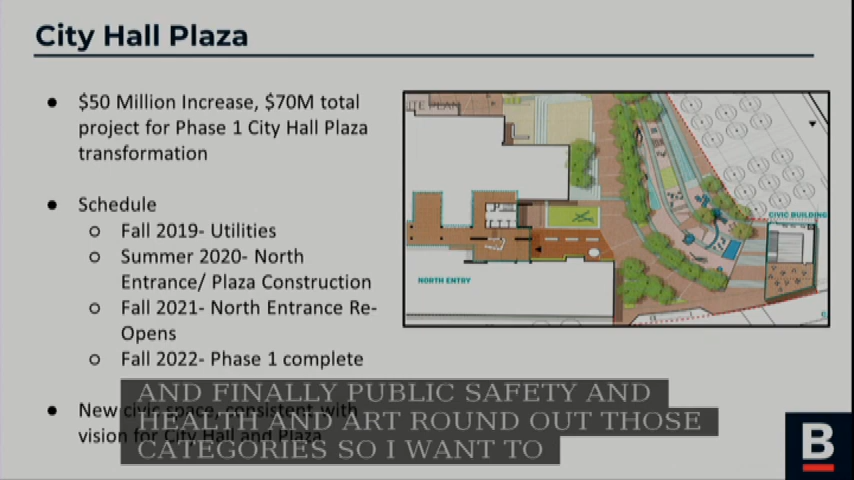 City Hall Plaza
$50 Million Increase, $70M total
project for Phase 1 City Hall Plaza
transformation
Schedule
Fall 2019- Utilities
Summer 2020- North
Entrance/ Plaza Construction
Fall 2021- North Entrance Re-
Opens
Fall 2022- Phase 1 complete
New civic space, consistent with
vision for City Hall and Plaza
SITE PLAN
CIVIC BUILDING
NORTH ENTRY
AND FINALLY PUBLIC SAFETY AND
HEALTH AND ART ROUND OUT THOSE
CATEGORIES SO I WANT TO
B